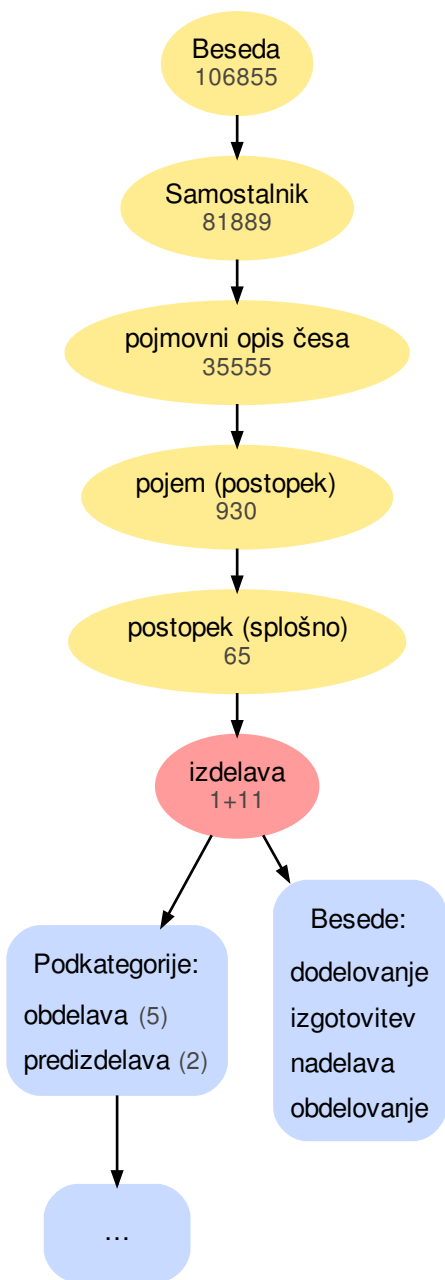 Beseda
106855
Samostalnik
81889
pojmovni opis česa
35555
pojem (postopek)
930
postopek (splošno)
65
izdelava
1+11
Podkategorije:
obdelava (5)
predizdelava (2)
...
Besede:
dodelovanje
izgotovitev
nadelava
obdelovanje